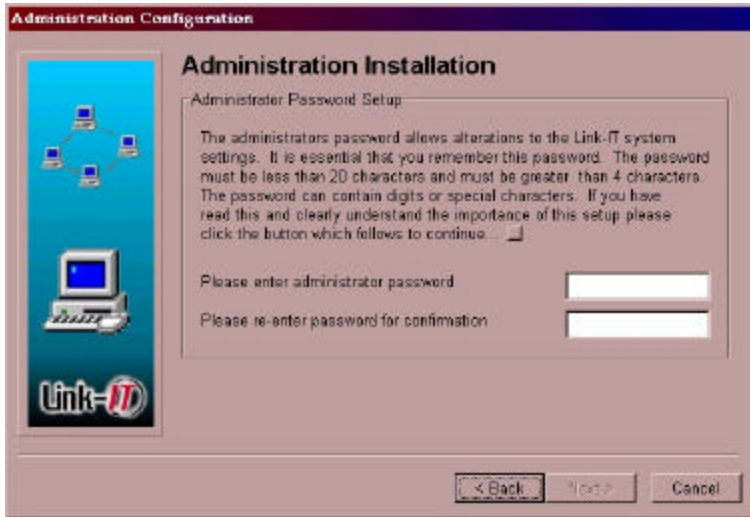 Administration Configuration
Administration Installation
Administrator Password Setup
The administrators password allows alterations to the Link-IT system
settings. It is essential that you remember this password. The password
must be less than 20 characters and must be greater than 4 characters.
The password can contain digits or special characters. If you have
read this and clearly understand the importance of this setup please
click the button which follows to continue...
Please enter administrator password
Please re-enter password for confirmation
Link-IT
< Back
Next >
Cancel